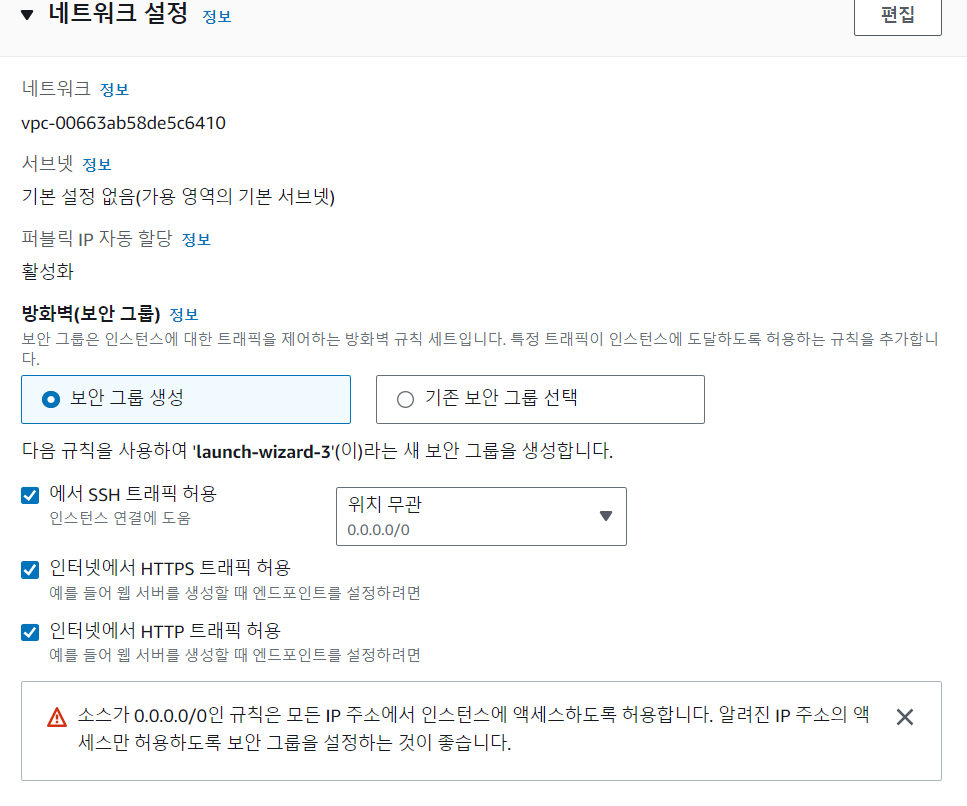 네트워크 설정 정보
편집
네트워크 정보
vpc-00663ab58de5c6410
서브넷 정보
기본 설정 없음(가용 영역의 기본 서브넷)
퍼블릭 IP 자동 할당 정보
활성화
방화벽(보안 그룹) 정보
보안 그룹은 인스턴스에 대한 트래픽을 제어하는 방화벽 규칙 세트입니다. 특정 트래픽이 인스턴스에 도달하도록 허용하는 규칙을 추가합니
다.
보안 그룹 생성
기존 보안 그룹 선택
다음 규칙을 사용하여 'launch-wizard-3'(이)라는 새 보안 그룹을 생성합니다.
에서 SSH 트래픽 허용
인스턴스 연결에 도움
위치 무관
0.0.0.0/0
인터넷에서 HTTPS 트래픽 허용
예를 들어 웹 서버를 생성할 때 엔드포인트를 설정하려면
인터넷에서 HTTP 트래픽 허용
예를 들어 웹 서버를 생성할 때 엔드포인트를 설정하려면
소스가 0.0.0.0/0인 규칙은 모든 IP 주소에서 인스턴스에 액세스하도록 허용합니다. 알려진 IP 주소의 액
세스만 허용하도록 보안 그룹을 설정하는 것이 좋습니다.